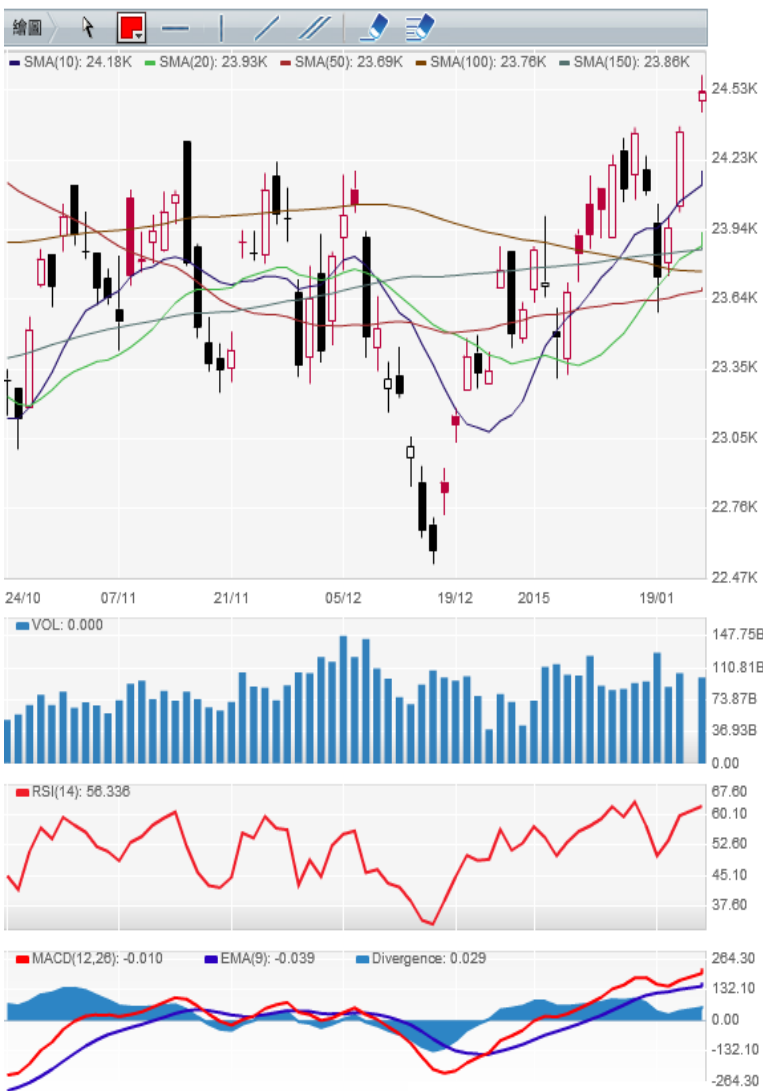 繪圖
SMA(10): 24.18K SMA(20): 23.93K SMA(50): 23.69K SMA(100): 23.76K SMA(150): 23.86K
24.53K
24.23K
23.94K
23.64K
23.35K
23.05K
22.76K
22.47K
24/10 07/11 21/11 05/12 19/12 2015 19/01
VOL: 0.000
147.75B
110.81B
73.87B
36.93B
0.00
RSI(14): 56.336
67.60
60.10
52.60
45.10
37.60
MACD(12,26): -0.010 EMA(9): -0.039 Divergence: 0.029
264.30
132.10
0.00
-132.10
-264.30